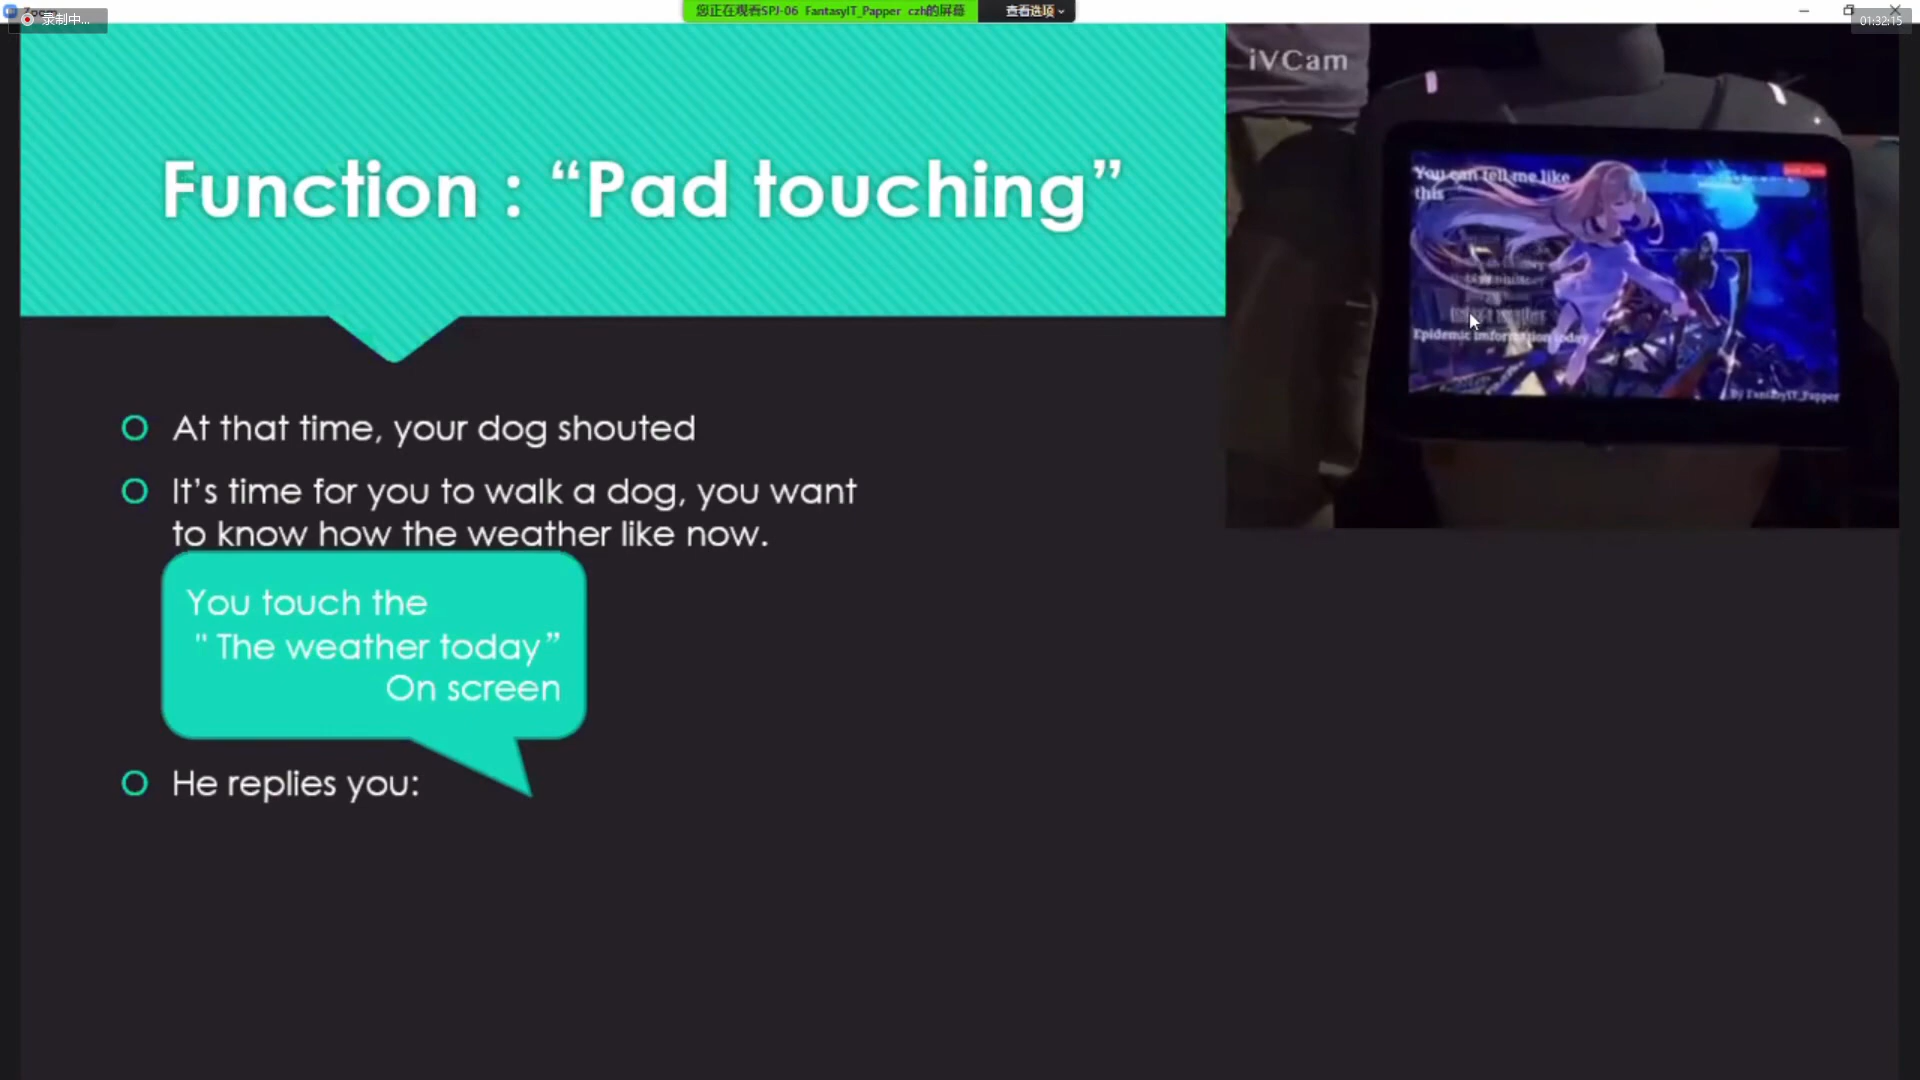 录制中...
您正在观看SPJ-06 FantasyIT_Papper czh的屏幕
查看选项
01:32:15
iVCam
Function : “Pad touching”
You can tell me like
this
Epidemic imformation today
By FantasyIT_Papper
At that time, your dog shouted
It’s time for you to walk a dog, you want
to know how the weather like now.
You touch the
" The weather today”
On screen
He replies you: